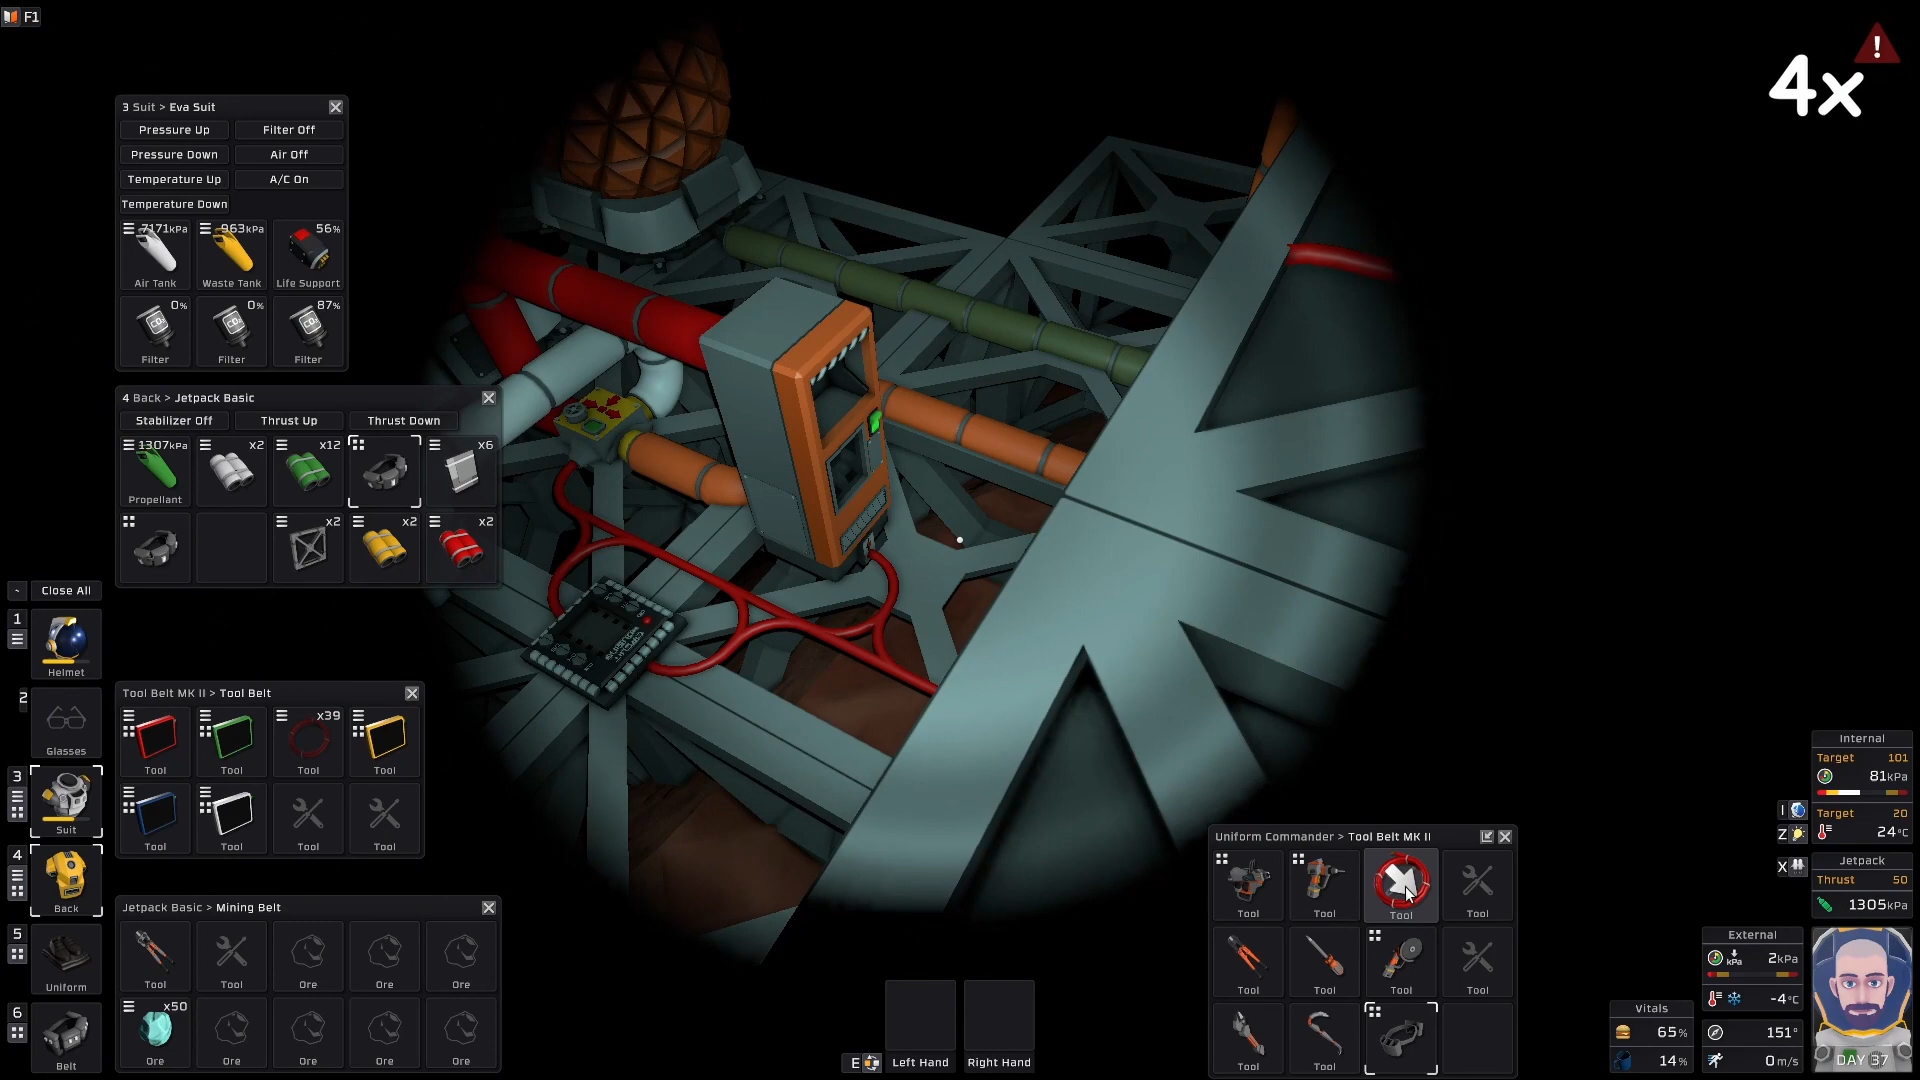 F1
4x
!
3 Suit > Eva Suit
Pressure Up
Filter Off
Pressure Down
Air Off
Temperature Up
A/C On
Temperature Down
7171kPa
963kPa
56%
Air Tank
Waste Tank
Life Support
0%
0%
87%
Filter
Filter
Filter
4 Back > Jetpack Basic
Stabilizer Off
Thrust Up
Thrust Down
1307kPa
x2
x12
x6
Propellant
x2
x2
x2
~
Close All
1
Helmet
2
Glasses
3
Suit
4
Back
5
Uniform
6
Belt
Tool Belt MK II > Tool Belt
x39
Tool
Tool
Tool
Tool
Tool
Tool
Tool
Tool
Jetpack Basic > Mining Belt
Tool
Tool
Ore
Ore
Ore
x50
Ore
Ore
Ore
Ore
Ore
E
Left Hand
Right Hand
Uniform Commander > Tool Belt MK II
Tool
Tool
Tool
Tool
Tool
Tool
Tool
Tool
Tool
Tool
Internal
Target 101
81kPa
I
Target 20
Z
24°C
X
Jetpack
Thrust 50
1305kPa
External
kPa
2kPa
-4°C
151°
0m/s
Vitals
65%
14%
DAY 37